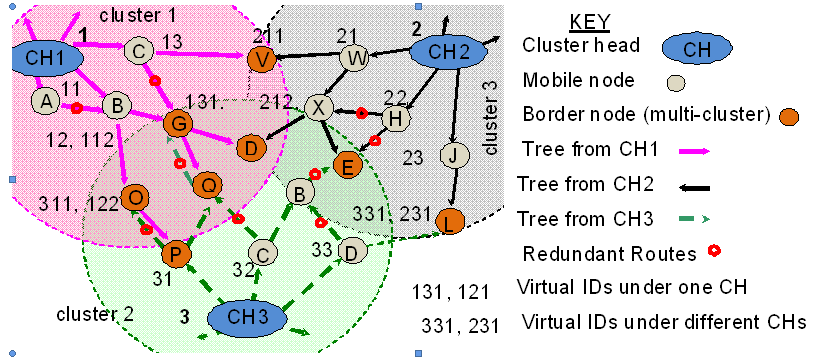 cluster 1
CH1
1
C
13
211
V
21
W
2
CH2
A
11
B
131.
G
212
X
22
H
cluster 3
12, 112
D
E
23
J
311, 122
O
Q
B
331, 231
L
P
31
C
32
33
D
cluster 2
3
CH3
131, 121
331, 231
KEY
Cluster head
CH
Mobile node
Border node (multi-cluster)
Tree from CH1
Tree from CH2
Tree from CH3
Redundant Routes
Virtual IDs under one CH
Virtual IDs under different CHs